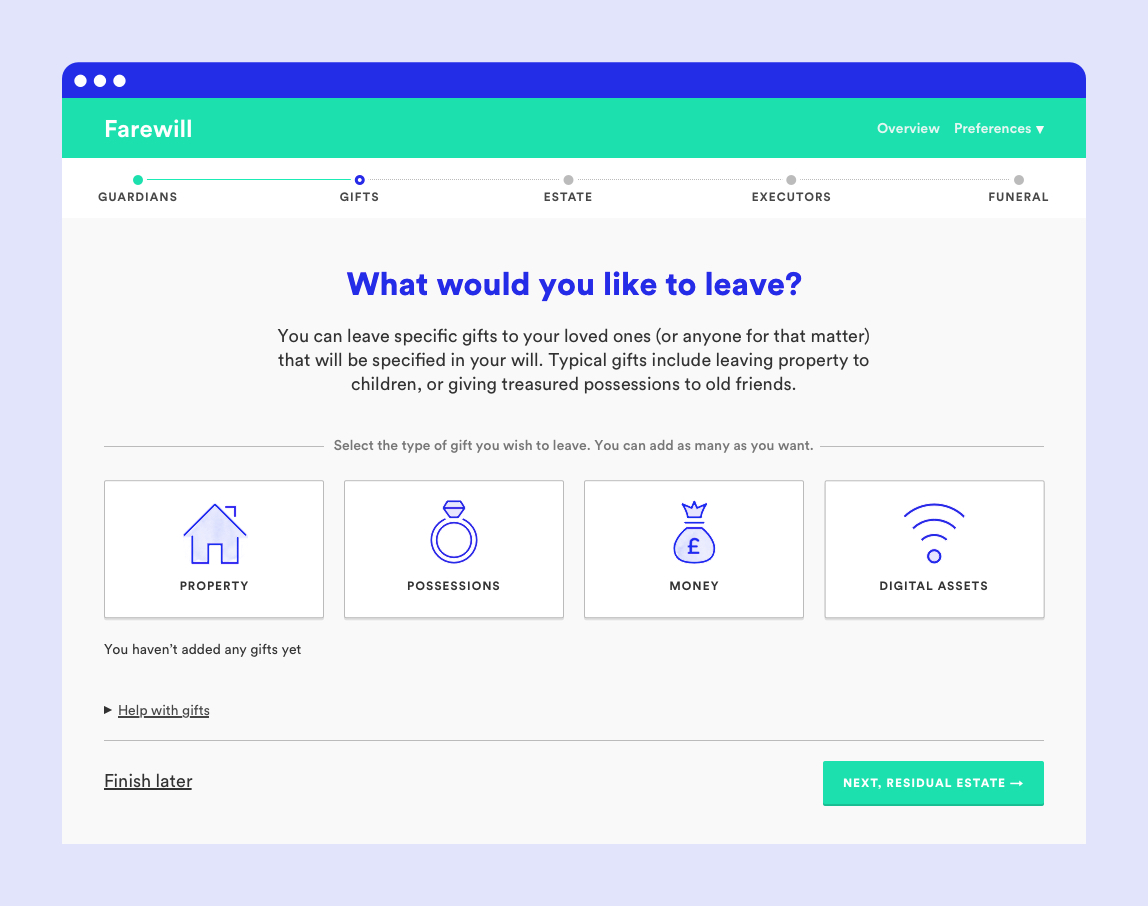 Farewill
Overview Preferences ▼
GUARDIANS GIFTS ESTATE EXECUTORS FUNERAL
What would you like to leave?
You can leave specific gifts to your loved ones (or anyone for that matter)
that will be specified in your will. Typical gifts include leaving property to
children, or giving treasured possessions to old friends.
Select the type of gift you wish to leave. You can add as many as you want.
£
PROPERTY POSSESSIONS MONEY DIGITAL ASSETS
You haven’t added any gifts yet
▶ Help with gifts
Finish later
NEXT, RESIDUAL ESTATE →